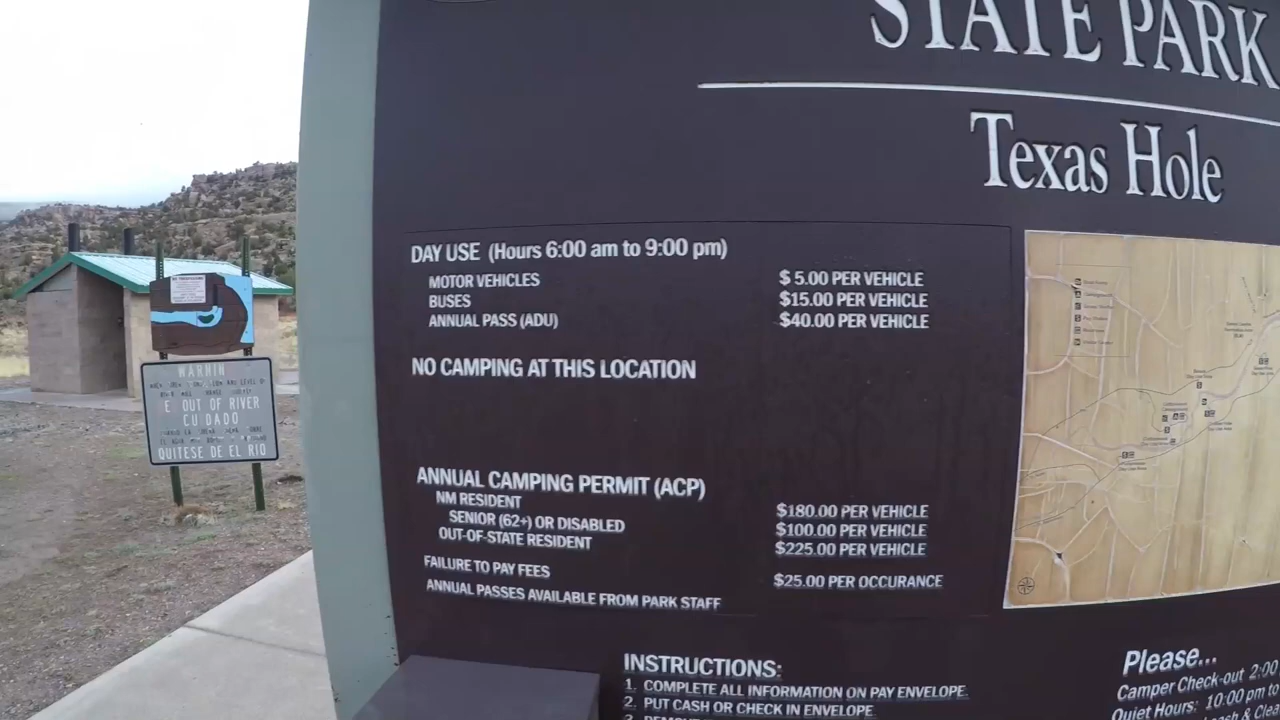 STATE PARK
Texas Hole
DAY USE (Hours 6:00 am to 9:00 pm)
MOTOR VEHICLES $ 5.00 PER VEHICLE
BUSES $15.00 PER VEHICLE
ANNUAL PASS (ADU) $40.00 PER VEHICLE
NO CAMPING AT THIS LOCATION
ANNUAL CAMPING PERMIT (ACP)
NM RESIDENT $180.00 PER VEHICLE
SENIOR (62+) OR DISABLED $100.00 PER VEHICLE
OUT-OF-STATE RESIDENT $225.00 PER VEHICLE
FAILURE TO PAY FEES $25.00 PER OCCURANCE
ANNUAL PASSES AVAILABLE FROM PARK STAFF
INSTRUCTIONS:
1. COMPLETE ALL INFORMATION ON PAY ENVELOPE.
2. PUT CASH OR CHECK IN ENVELOPE
Please...
Camper Check-out 2:00
Quiet Hours: 10:00 pm to
WARNIN
E OUT OF RIVER
CU DADO
QUITESE DE EL RIO